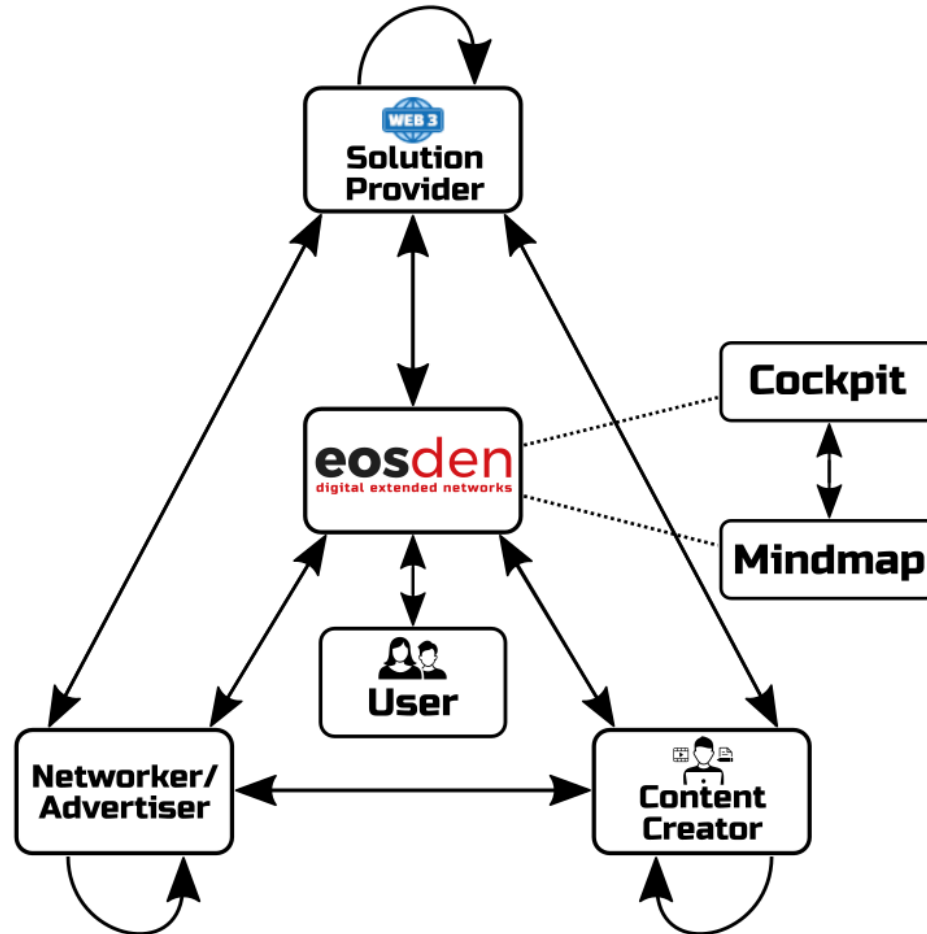 WEB 3
Solution
Provider
Cockpit
eosden
digital extended networks
Mindmap
User
Networker/
Advertiser
Content
Creator